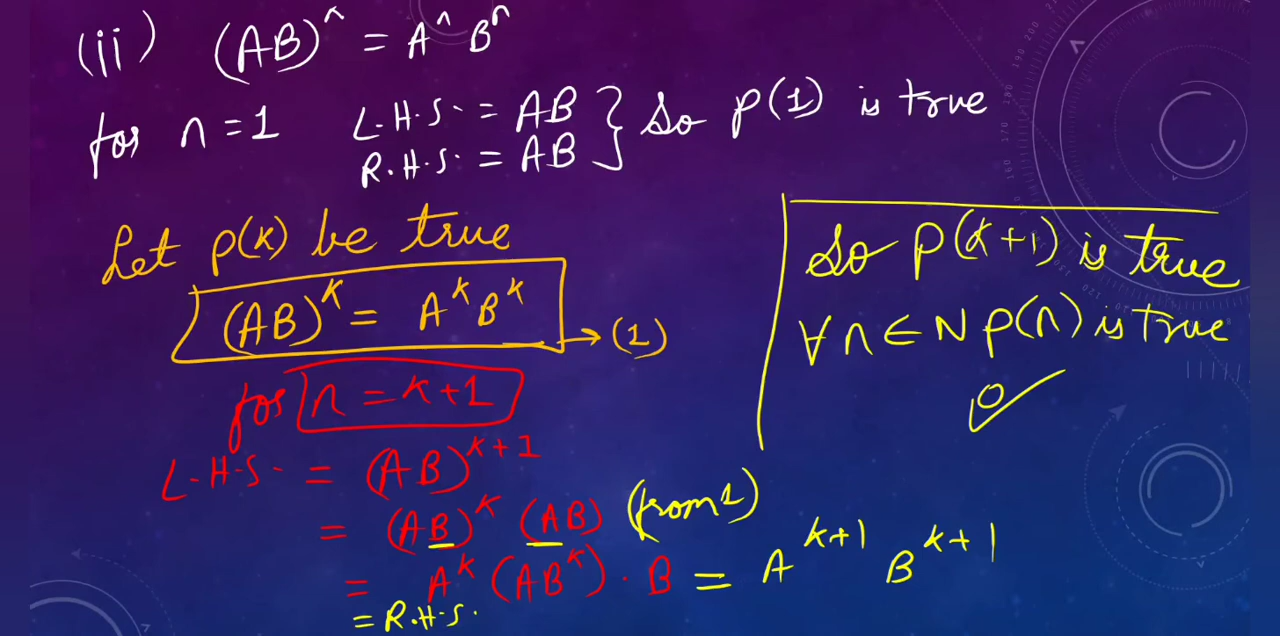 (ii) (AB)^n = A^n B^n
for n = 1 L.H.S. = AB } So P(1) is true
R.H.S. = AB
Let P(k) be true
(AB)^k = A^k B^k → (1)
for n = k+1
L.H.S. = (AB)^{k+1}
= (AB)^k (AB) (from 1)
= A^k (AB^k) . B = A^{k+1} B^{k+1}
= R.H.S.
So P(k+1) is true
∀ n ∈ N P(n) is true